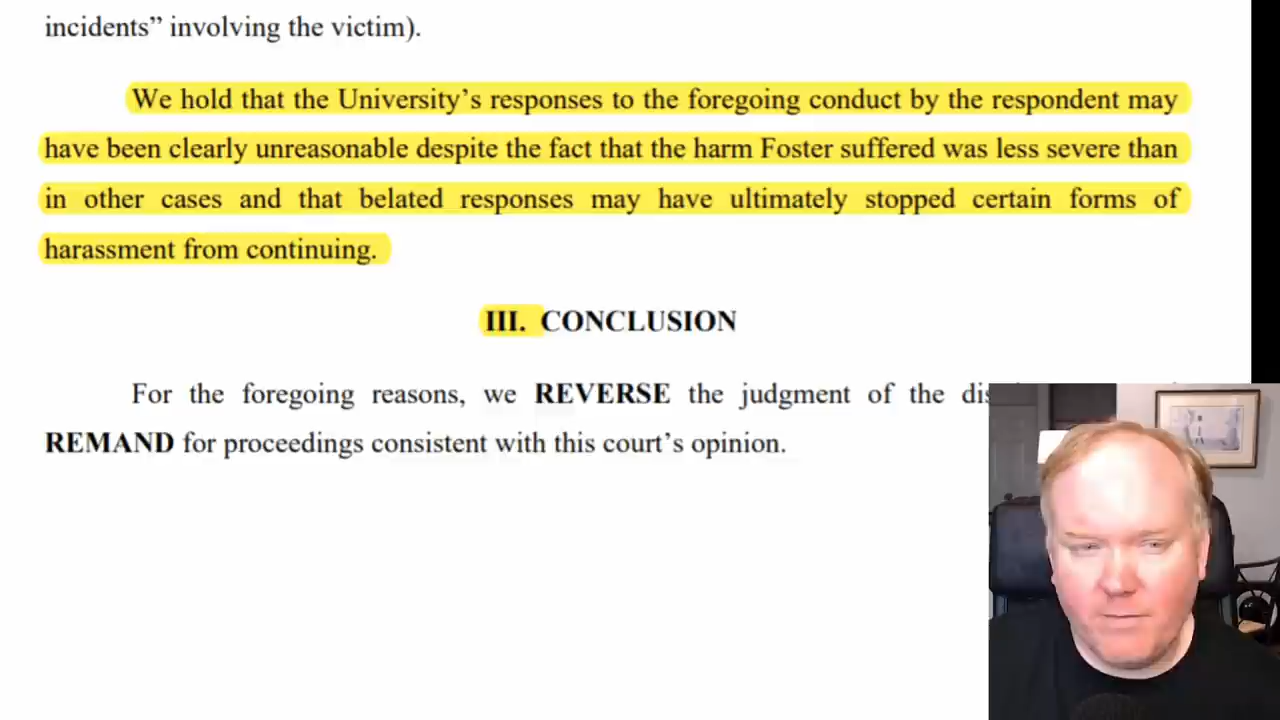 incidents” involving the victim).
We hold that the University’s responses to the foregoing conduct by the respondent may
have been clearly unreasonable despite the fact that the harm Foster suffered was less severe than
in other cases and that belated responses may have ultimately stopped certain forms of
harassment from continuing.
III. CONCLUSION
For the foregoing reasons, we REVERSE the judgment of the
REMAND for proceedings consistent with this court’s opinion.